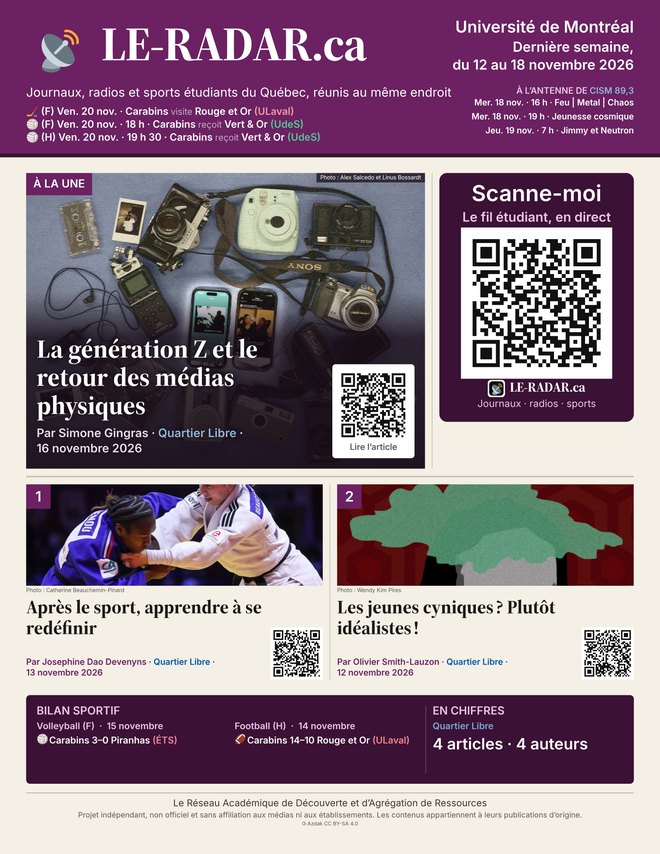 LE-RADAR.ca
Journaux, radios et sports étudiants du Québec, réunis au même endroit
(F) Ven. 20 nov. · Carabins visite Rouge et Or (ULaval)
(F) Ven. 20 nov. · 18 h · Carabins reçoit Vert & Or (UdeS)
(H) Ven. 20 nov. · 19 h 30 · Carabins reçoit Vert & Or (UdeS)
Université de Montréal
Dernière semaine,
du 12 au 18 novembre 2026
À L'ANTENNE DE CISM 89,3
Mer. 18 nov. · 16 h · Feu | Metal | Chaos
Mer. 18 nov. · 19 h · Jeunesse cosmique
Jeu. 19 nov. · 7 h · Jimmy et Neutron
À LA UNE
Photo : Alex Salcedo et Linus Bossardt
SONY
La génération Z et le
retour des médias
physiques
Par Simone Gingras · Quartier Libre ·
16 novembre 2026
Lire l'article
Scanne-moi
Le fil étudiant, en direct
LE-RADAR.ca
Journaux · radios · sports
1
Photo : Catherine Beauchemin-Pinard
Après le sport, apprendre à se
redéfinir
Par Josephine Dao Devenyns · Quartier Libre ·
13 novembre 2026
2
Photo : Wendy Kim Pires
Les jeunes cyniques ? Plutôt
idéalistes !
Par Olivier Smith-Lauzon · Quartier Libre ·
12 novembre 2026
BILAN SPORTIF
Volleyball (F) · 15 novembre
Carabins 3–0 Piranhas (ÉTS)
Football (H) · 14 novembre
Carabins 14–10 Rouge et Or (ULaval)
EN CHIFFRES
Quartier Libre
4 articles · 4 auteurs
Le Réseau Académique de Découverte et d'Agrégation de Ressources
Projet indépendant, non officiel et sans affiliation aux médias ni aux établissements. Les contenus appartiennent à leurs publications d'origine.
Azdak CC BY-SA 4.0